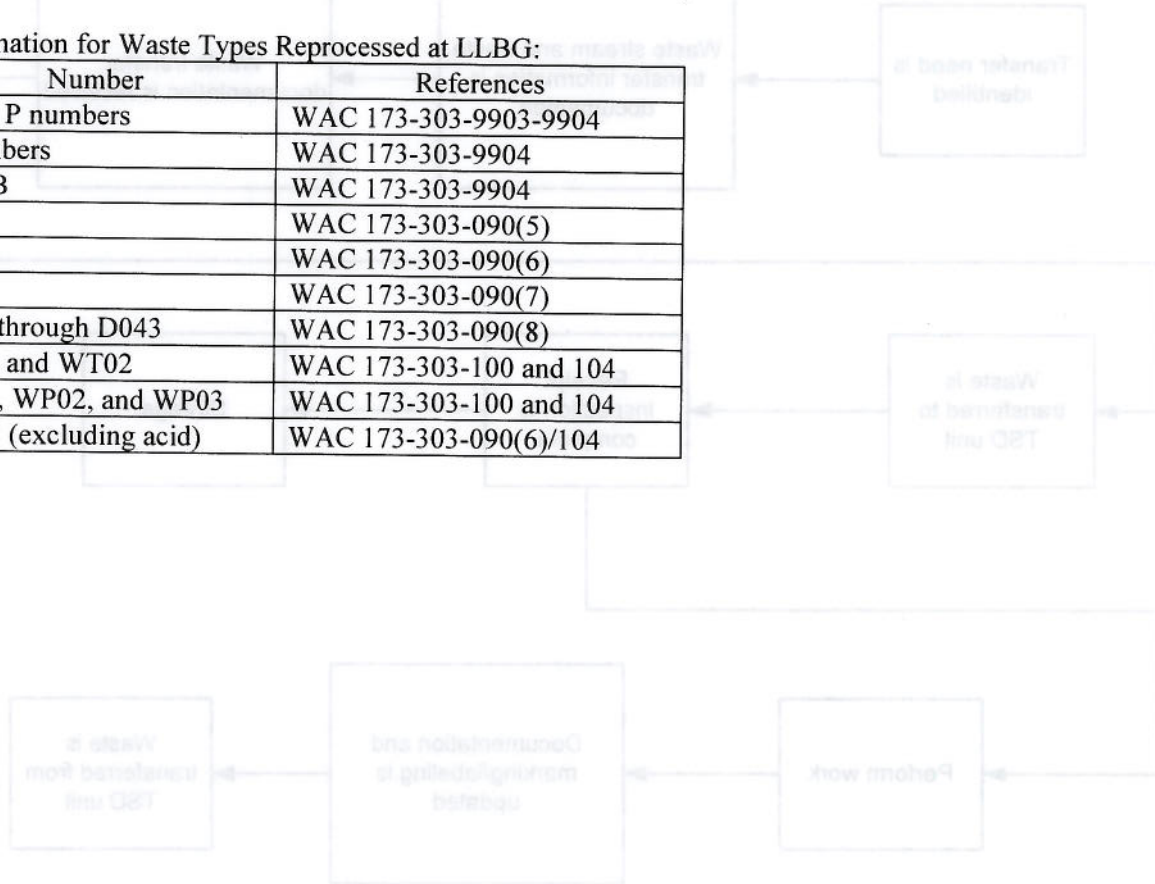 nation for Waste Types Reprocessed at LLBG:
Number References
P numbers WAC 173-303-9903-9904
bers WAC 173-303-9904
3 WAC 173-303-9904
WAC 173-303-090(5)
WAC 173-303-090(6)
WAC 173-303-090(7)
through D043 WAC 173-303-090(8)
and WT02 WAC 173-303-100 and 104
, WP02, and WP03 WAC 173-303-100 and 104
(excluding acid) WAC 173-303-090(6)/104
Transfer need is
identified
Waste stream and
transfer information is
Waste is
transferred to
TSD unit
Perform work
Documentation and
marking/labeling is
updated
Waste is
transferred from
TSD unit